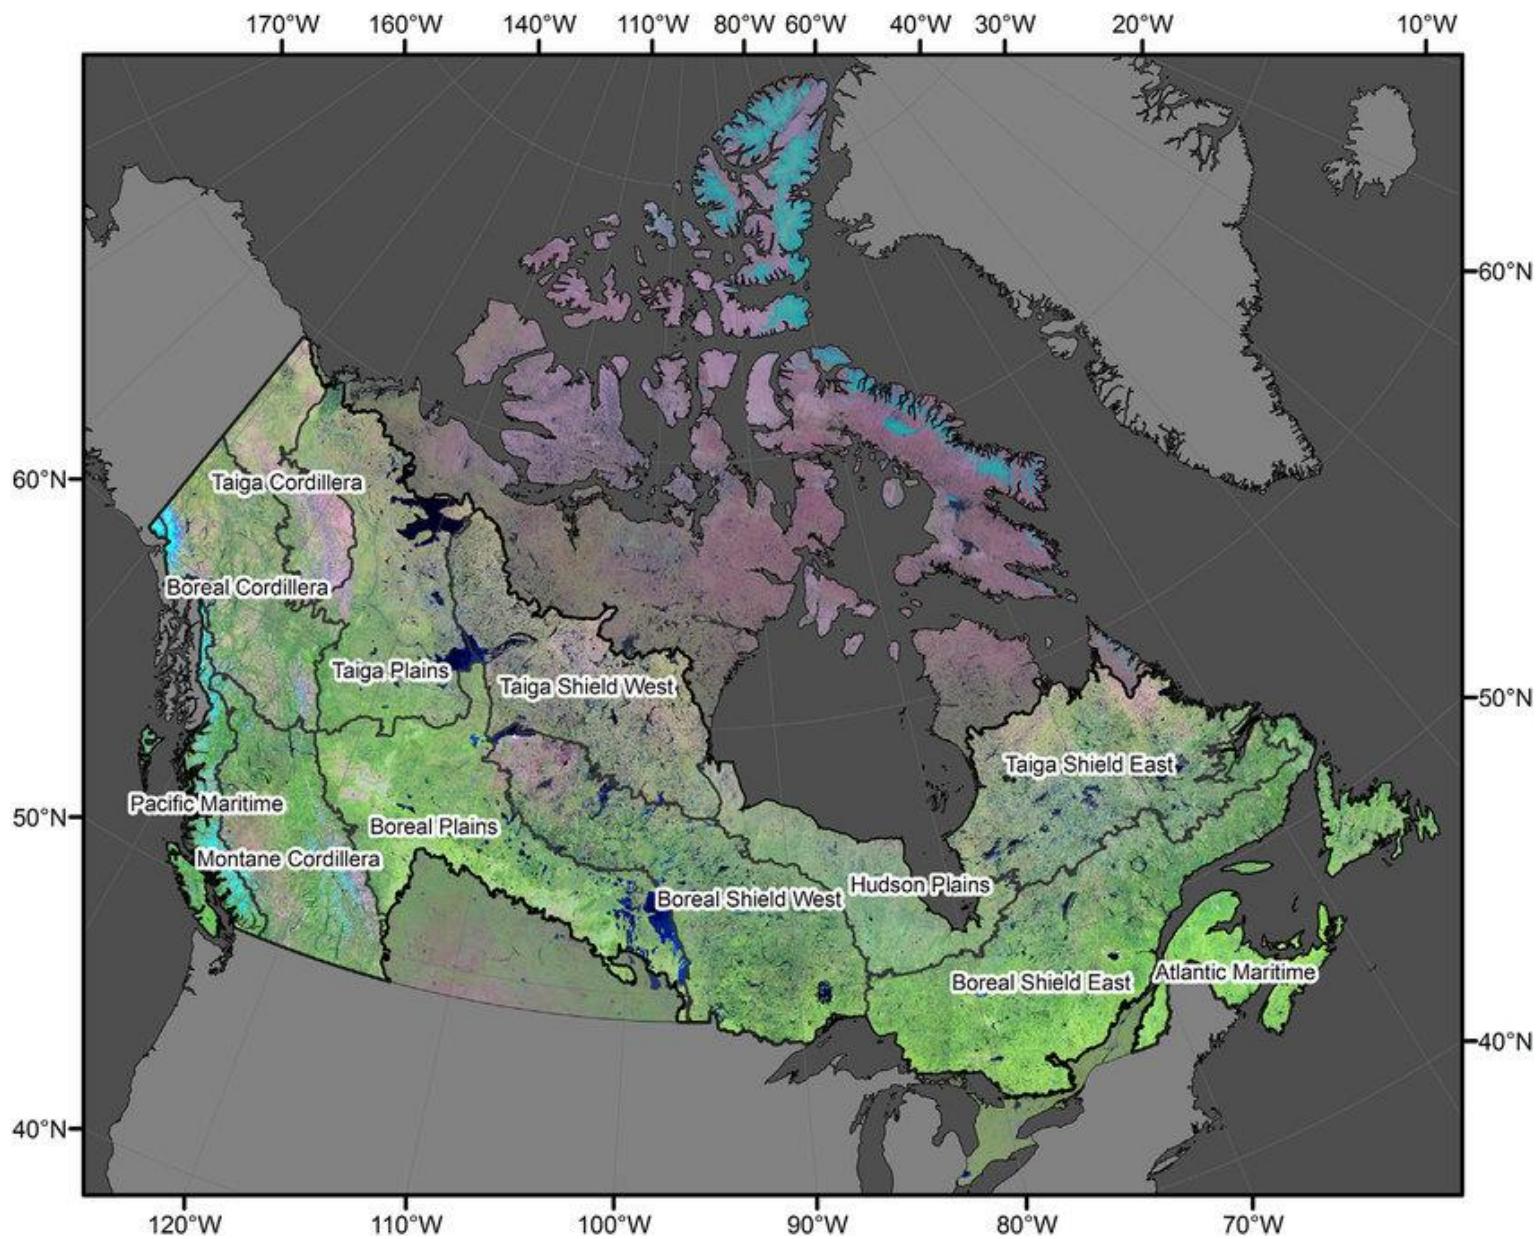 170°W 160°W 140°W 110°W 80°W 60°W 40°W 30°W 20°W 10°W
60°N
60°N
Taiga Cordillera
Boreal Cordillera
Taiga Plains
Taiga Shield West
50°N
Taiga Shield East
Pacific Maritime
50°N
Boreal Plains
Montane Cordillera
Hudson Plains
Boreal Shield West
Atlantic Maritime
Boreal Shield East
40°N
40°N
120°W 110°W 100°W 90°W 80°W 70°W